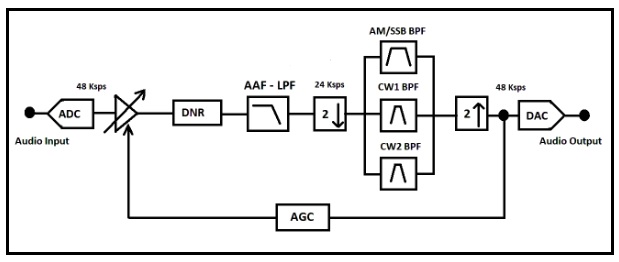 AM/SSB BPF
48 Ksps
AAF - LPF
24 Ksps
CW1 BPF
48 Ksps
ADC
DNR
2
2
DAC
Audio Input
Audio Output
CW2 BPF
AGC